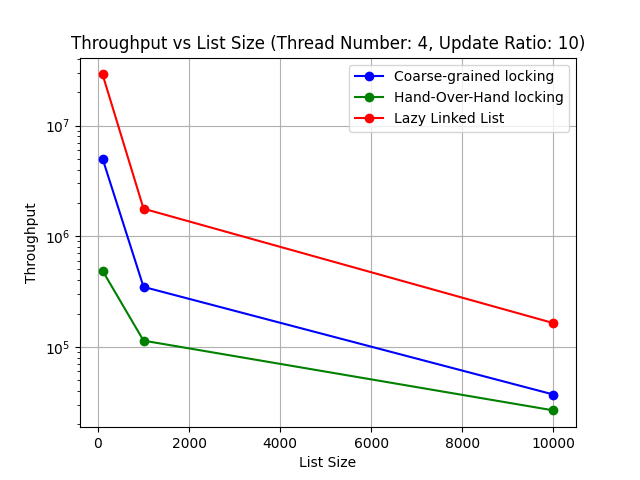 Throughput vs List Size (Thread Number: 4, Update Ratio: 10)
Coarse-grained locking
Hand-Over-Hand locking
Lazy Linked List
Throughput
10^7
10^6
10^5
0 2000 4000 6000 8000 10000
List Size